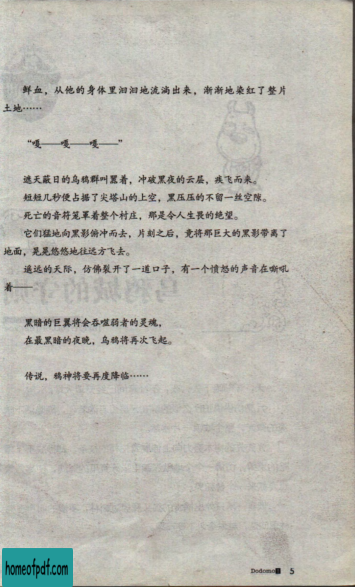 鲜血，从他的身体里汩汩地流淌出来，渐渐地染红了整片
土地……
“嘎——嘎——嘎——”
遮天蔽日的乌鸦群叫嚣着，冲破黑夜的云层，疾飞而来。
短短几秒便占据了尖塔山的上空，黑压压的不留一丝空隙。
死亡的音符笼罩着整个村庄，那是令人生畏的绝望。
它们猛地向黑影俯冲而去，片刻之后，竟将那巨大的黑影带离了
地面，晃晃悠悠地往远方飞去。
遥远的天际，仿佛裂开了一道口子，有一个愤怒的声音在嘶吼
着——
黑暗的巨翼将会吞噬弱者的灵魂，
在最黑暗的夜晚，乌鸦将再次飞起。
传说，鸦神将要再度降临……
Dodomo 5
homeofpdf.com